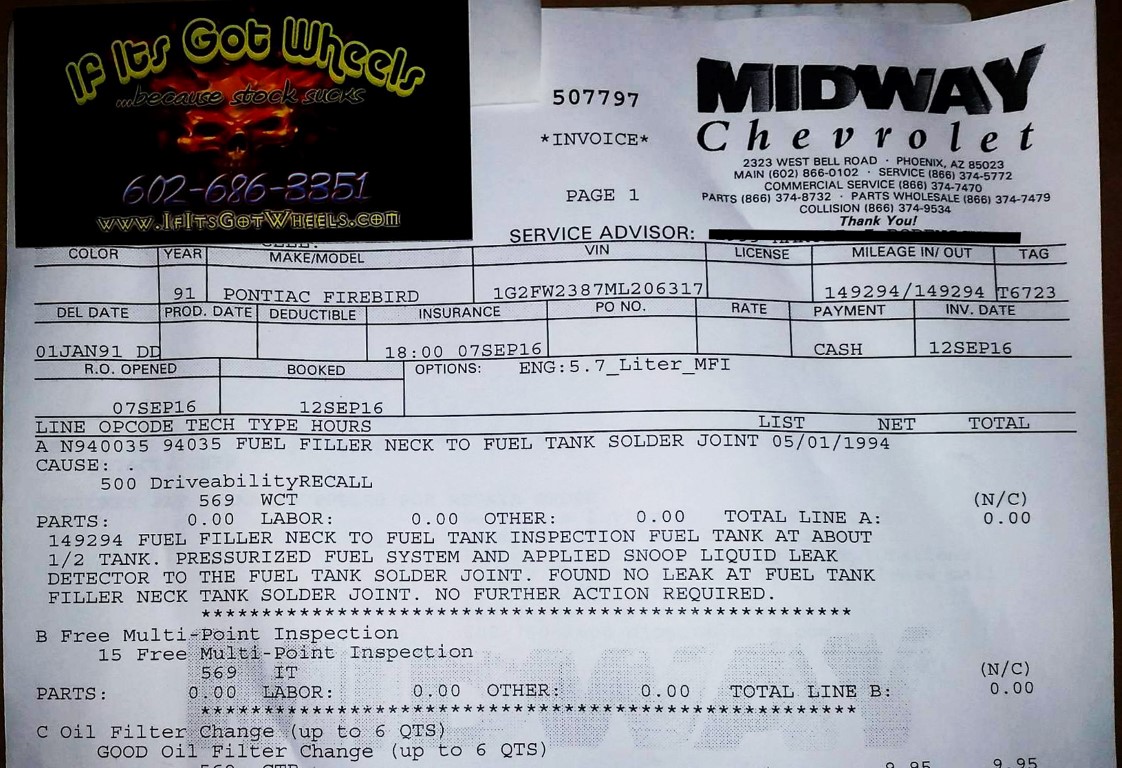 If Its Got Wheels
...because stock sucks
602-686-3351
www.IfItsGotWheels.com
507797
*INVOICE*
PAGE 1
MIDWAY
Chevrolet
2323 WEST BELL ROAD · PHOENIX, AZ 85023
MAIN (602) 866-0102 · SERVICE (866) 374-5772
COMMERCIAL SERVICE (866) 374-7470
PARTS (866) 374-8732 · PARTS WHOLESALE (866) 374-7479
COLLISION (866) 374-9534
Thank You!
SERVICE ADVISOR:
COLOR YEAR MAKE/MODEL VIN LICENSE MILEAGE IN/ OUT TAG
91 PONTIAC FIREBIRD 1G2FW2387ML206317 149294/149294 T6723
DEL DATE PROD. DATE DEDUCTIBLE INSURANCE PO NO. RATE PAYMENT INV. DATE
01JAN91 DD 18:00 07SEP16 CASH 12SEP16
R.O. OPENED BOOKED OPTIONS: ENG:5.7_Liter_MFI
07SEP16 12SEP16
LINE OPCODE TECH TYPE HOURS LIST NET TOTAL
A N940035 94035 FUEL FILLER NECK TO FUEL TANK SOLDER JOINT 05/01/1994
CAUSE: .
500 DriveabilityRECALL
569 WCT (N/C)
PARTS: 0.00 LABOR: 0.00 OTHER: 0.00 TOTAL LINE A: 0.00
149294 FUEL FILLER NECK TO FUEL TANK INSPECTION FUEL TANK AT ABOUT
1/2 TANK. PRESSURIZED FUEL SYSTEM AND APPLIED SNOOP LIQUID LEAK
DETECTOR TO THE FUEL TANK SOLDER JOINT. FOUND NO LEAK AT FUEL TANK
FILLER NECK TANK SOLDER JOINT. NO FURTHER ACTION REQUIRED.
****************************************************
B Free Multi-Point Inspection
15 Free Multi-Point Inspection
569 IT (N/C)
PARTS: 0.00 LABOR: 0.00 OTHER: 0.00 TOTAL LINE B: 0.00
****************************************************
C Oil Filter Change (up to 6 QTS)
GOOD Oil Filter Change (up to 6 QTS)
9.95 9.95